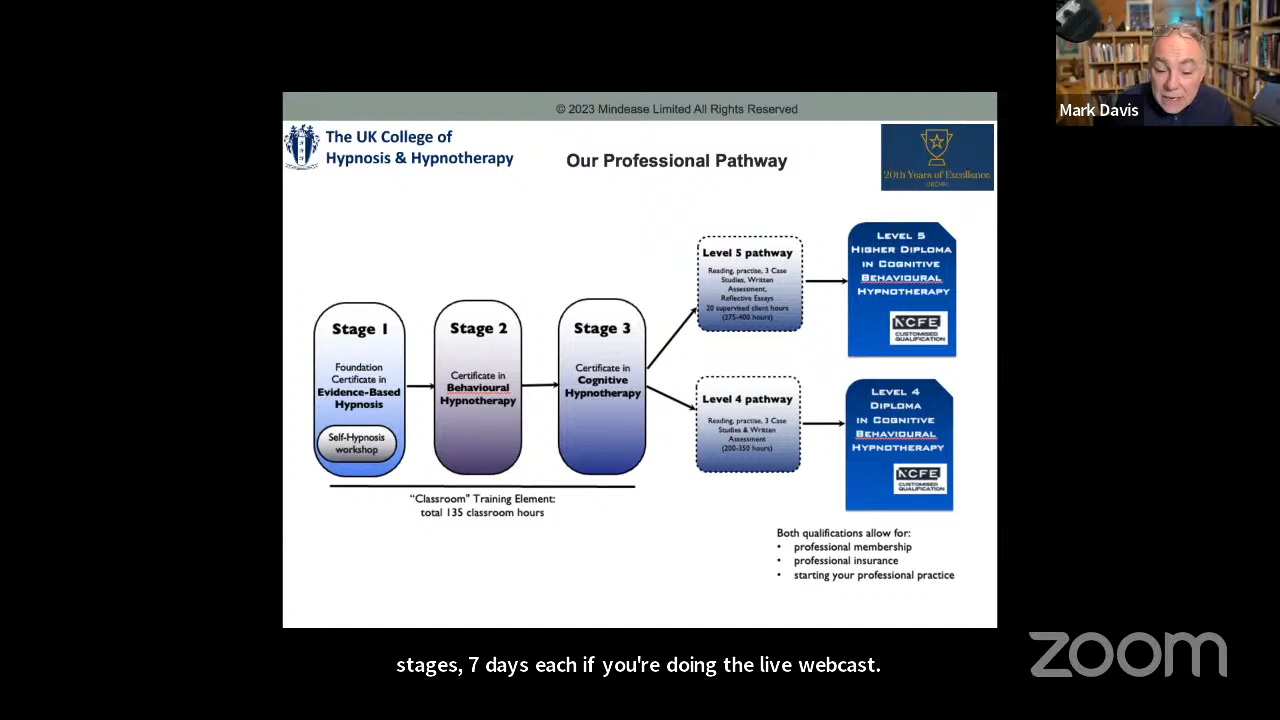 © 2023 Mindease Limited All Rights Reserved
Mark Davis
The UK College of
Hypnosis & Hypnotherapy
Our Professional Pathway
20th Years of Excellence
UKCHH
Stage 1
Foundation
Certificate in
Evidence-Based
Hypnosis
Self-Hypnosis
workshop
Stage 2
Certificate in
Behavioural
Hypnotherapy
Stage 3
Certificate in
Cognitive
Hypnotherapy
"Classroom" Training Element:
total 135 classroom hours
Level 5 pathway
Reading, practise, 3 Case
Studies, Written
Assessment,
Reflective Essays
20 supervised client hours
(275-400 hours)
Level 5
Higher Diploma
in Cognitive
Behavioural
Hypnotherapy
NCFE
CUSTOMISED
QUALIFICATION
Level 4 pathway
Reading, practise, 3 Case
Studies & Written
Assessment
(200-350 hours)
Level 4
Diploma
in Cognitive
Behavioural
Hypnotherapy
NCFE
CUSTOMISED
QUALIFICATION
Both qualifications allow for:
• professional membership
• professional insurance
• starting your professional practice
stages, 7 days each if you're doing the live webcast.
zoom